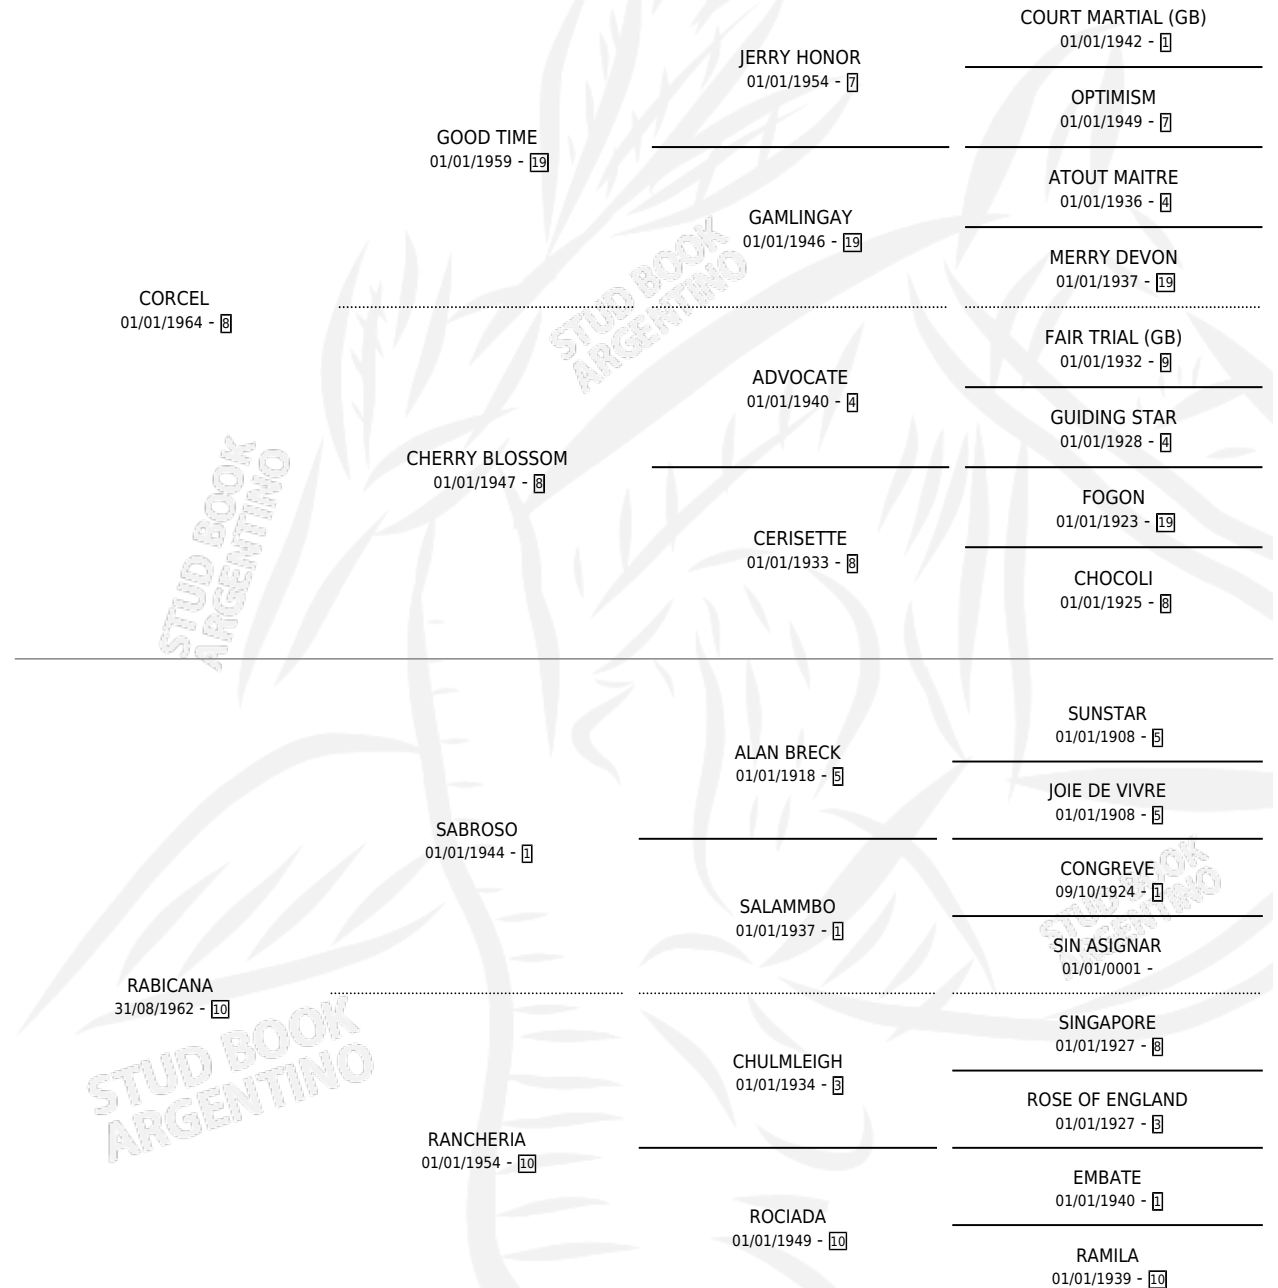 COURT MARTIAL (GB)
01/01/1942 - 1
JERRY HONOR
01/01/1954 - 7
OPTIMISM
01/01/1949 - 7
GOOD TIME
01/01/1959 - 19
ATOUT MAITRE
01/01/1936 - 4
GAMLINGAY
01/01/1946 - 19
MERRY DEVON
01/01/1937 - 19
CORCEL
01/01/1964 - 8
FAIR TRIAL (GB)
01/01/1932 - 9
ADVOCATE
01/01/1940 - 4
GUIDING STAR
01/01/1928 - 4
CHERRY BLOSSOM
01/01/1947 - 8
FOGON
01/01/1923 - 19
CERISETTE
01/01/1933 - 8
CHOCOLI
01/01/1925 - 8
SUNSTAR
01/01/1908 - 5
ALAN BRECK
01/01/1918 - 5
JOIE DE VIVRE
01/01/1908 - 5
SABROSO
01/01/1944 - 1
CONGREVE
09/10/1924 - 1
SALAMMBO
01/01/1937 - 1
SIN ASIGNAR
01/01/0001 -
RABICANA
31/08/1962 - 10
SINGAPORE
01/01/1927 - 8
CHULMLEIGH
01/01/1934 - 3
ROSE OF ENGLAND
01/01/1927 - 3
RANCHERIA
01/01/1954 - 10
EMBATE
01/01/1940 - 1
ROCIADA
01/01/1949 - 10
RAMILA
01/01/1939 - 10
STUD BOOK
ARGENTINO
STUD BOOK
ARGENTINO
STUD BOOK
ARGENTINO
STUD BOOK
ARGENTINO